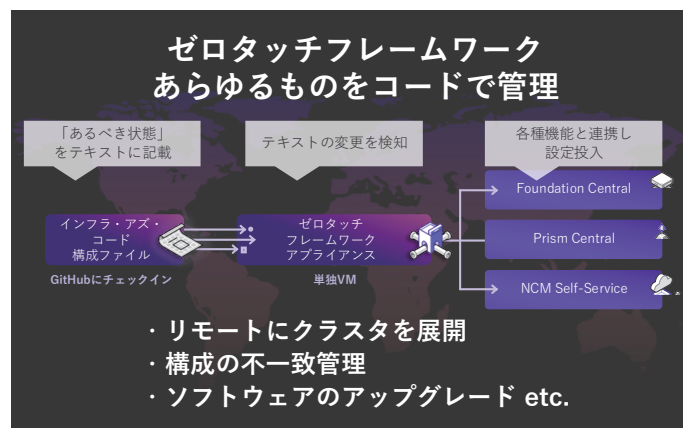 ゼロタッチフレームワーク
あらゆるものをコードで管理
「あるべき状態」
をテキストに記載
テキストの変更を検知
各種機能と連携し
設定投入
インフラ・アズ・
コード
構成ファイル
GitHubにチェックイン
ゼロタッチ
フレームワーク
アプライアンス
単独VM
Foundation Central
Prism Central
NCM Self-Service
・リモートにクラスタを展開
・構成の不一致管理
・ソフトウェアのアップグレード etc.